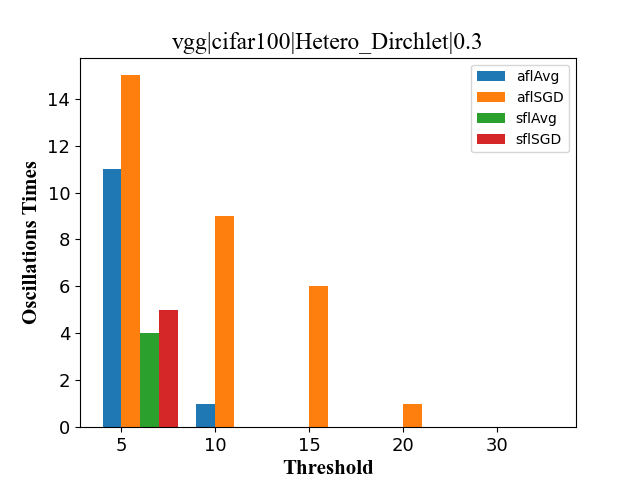 vgg|cifar100|Hetero_Dirchlet|0.3
aflAvg
aflSGD
sflAvg
sflSGD
Oscillations Times
14
12
10
8
6
4
2
0
5 10 15 20 30
Threshold